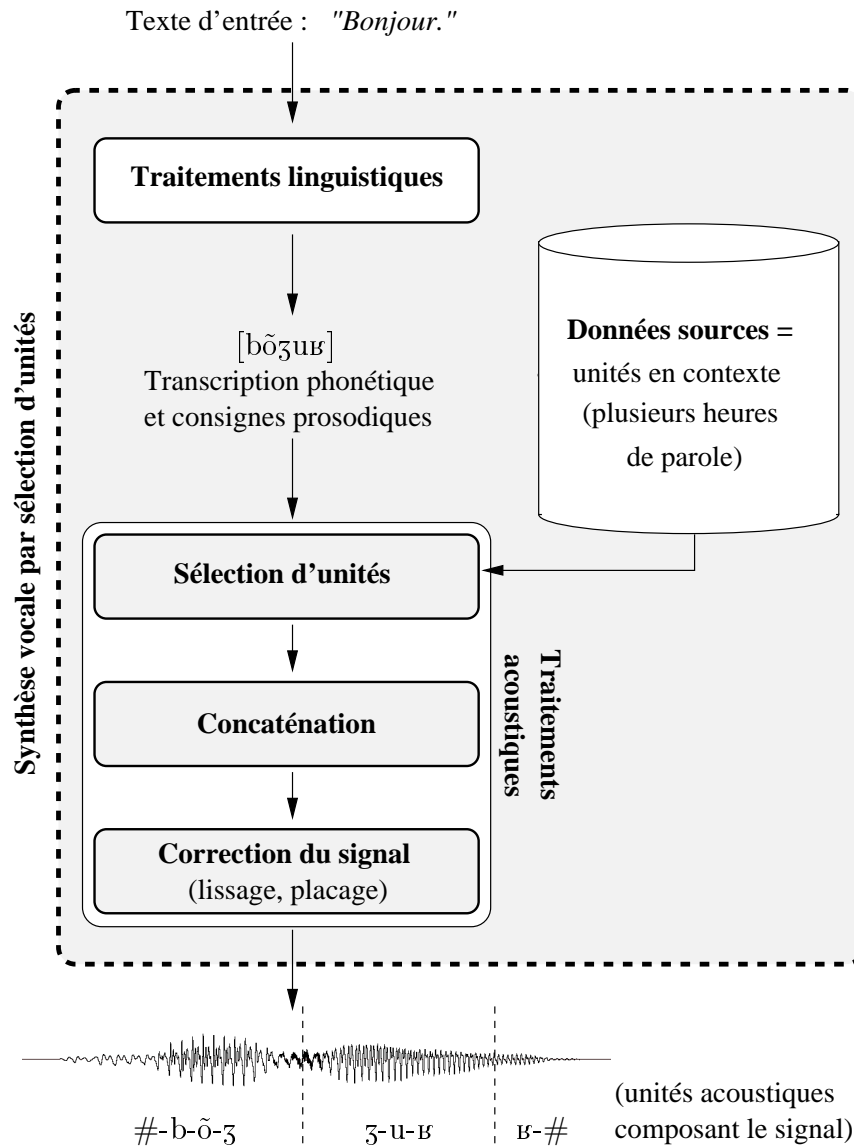 Texte d'entrée : "Bonjour."
Synthèse vocale par sélection d'unités
Traitements linguistiques
[bõʒuʁ]
Transcription phonétique
et consignes prosodiques
Données sources =
unités en contexte
(plusieurs heures
de parole)
Sélection d'unités
Concaténation
Correction du signal
(lissage, placage)
Traitements
acoustiques
#-b-õ-ʒ
ʒ-u-ʁ
ʁ-#
(unités acoustiques
composant le signal)